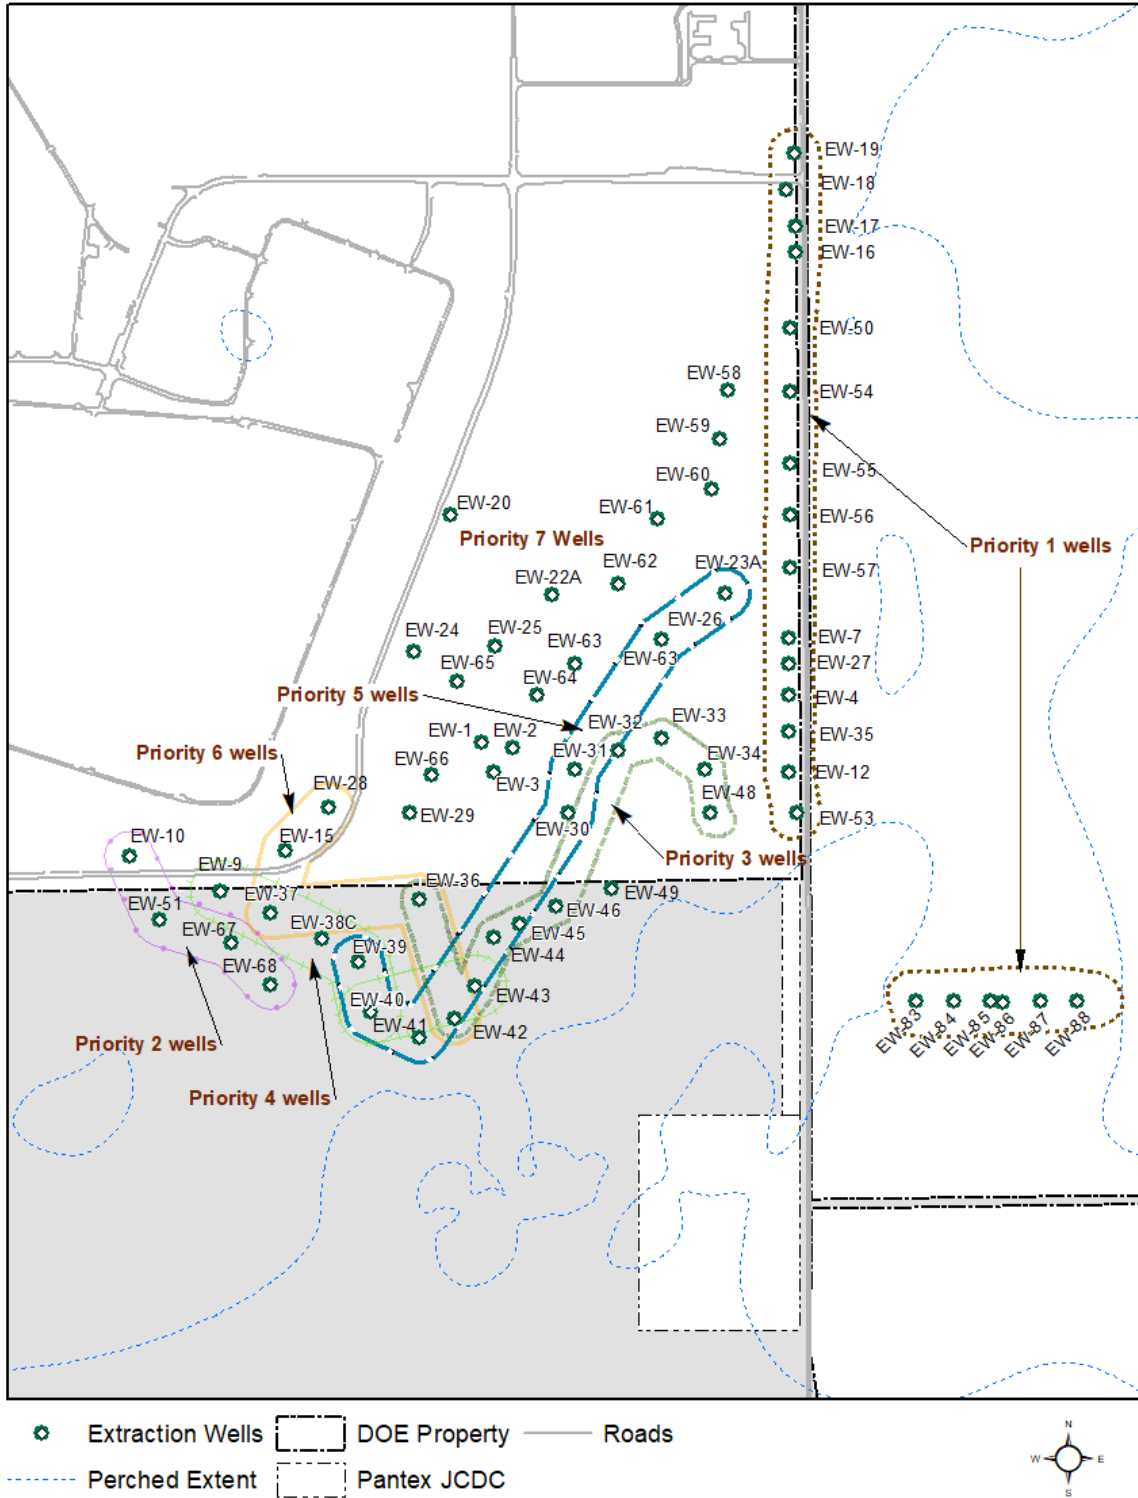 EW-19
EW-18
EW-17
EW-16
EW-50
EW-58
EW-54
EW-59
EW-55
EW-60
EW-20
EW-61
EW-56
Priority 7 Wells
Priority 1 wells
EW-62
EW-23A
EW-57
EW-22A
EW-26
EW-24
EW-25
EW-63
EW-63
EW-7
EW-27
EW-65
EW-64
EW-4
Priority 5 wells
EW-1
EW-2
EW-32
EW-33
EW-35
Priority 6 wells
EW-66
EW-3
EW-31
EW-34
EW-12
EW-28
EW-29
EW-30
EW-48
EW-53
EW-10
EW-15
EW-9
Priority 3 wells
EW-36
EW-49
EW-51
EW-37
EW-46
EW-67
EW-38C
EW-45
EW-39
EW-44
EW-68
EW-40
EW-43
EW-41
EW-42
Priority 2 wells
EW-83
EW-84
EW-85
EW-86
EW-87
EW-88
Priority 4 wells
Extraction Wells
DOE Property
Roads
Perched Extent
Pantex JCDC
N
W
E
S